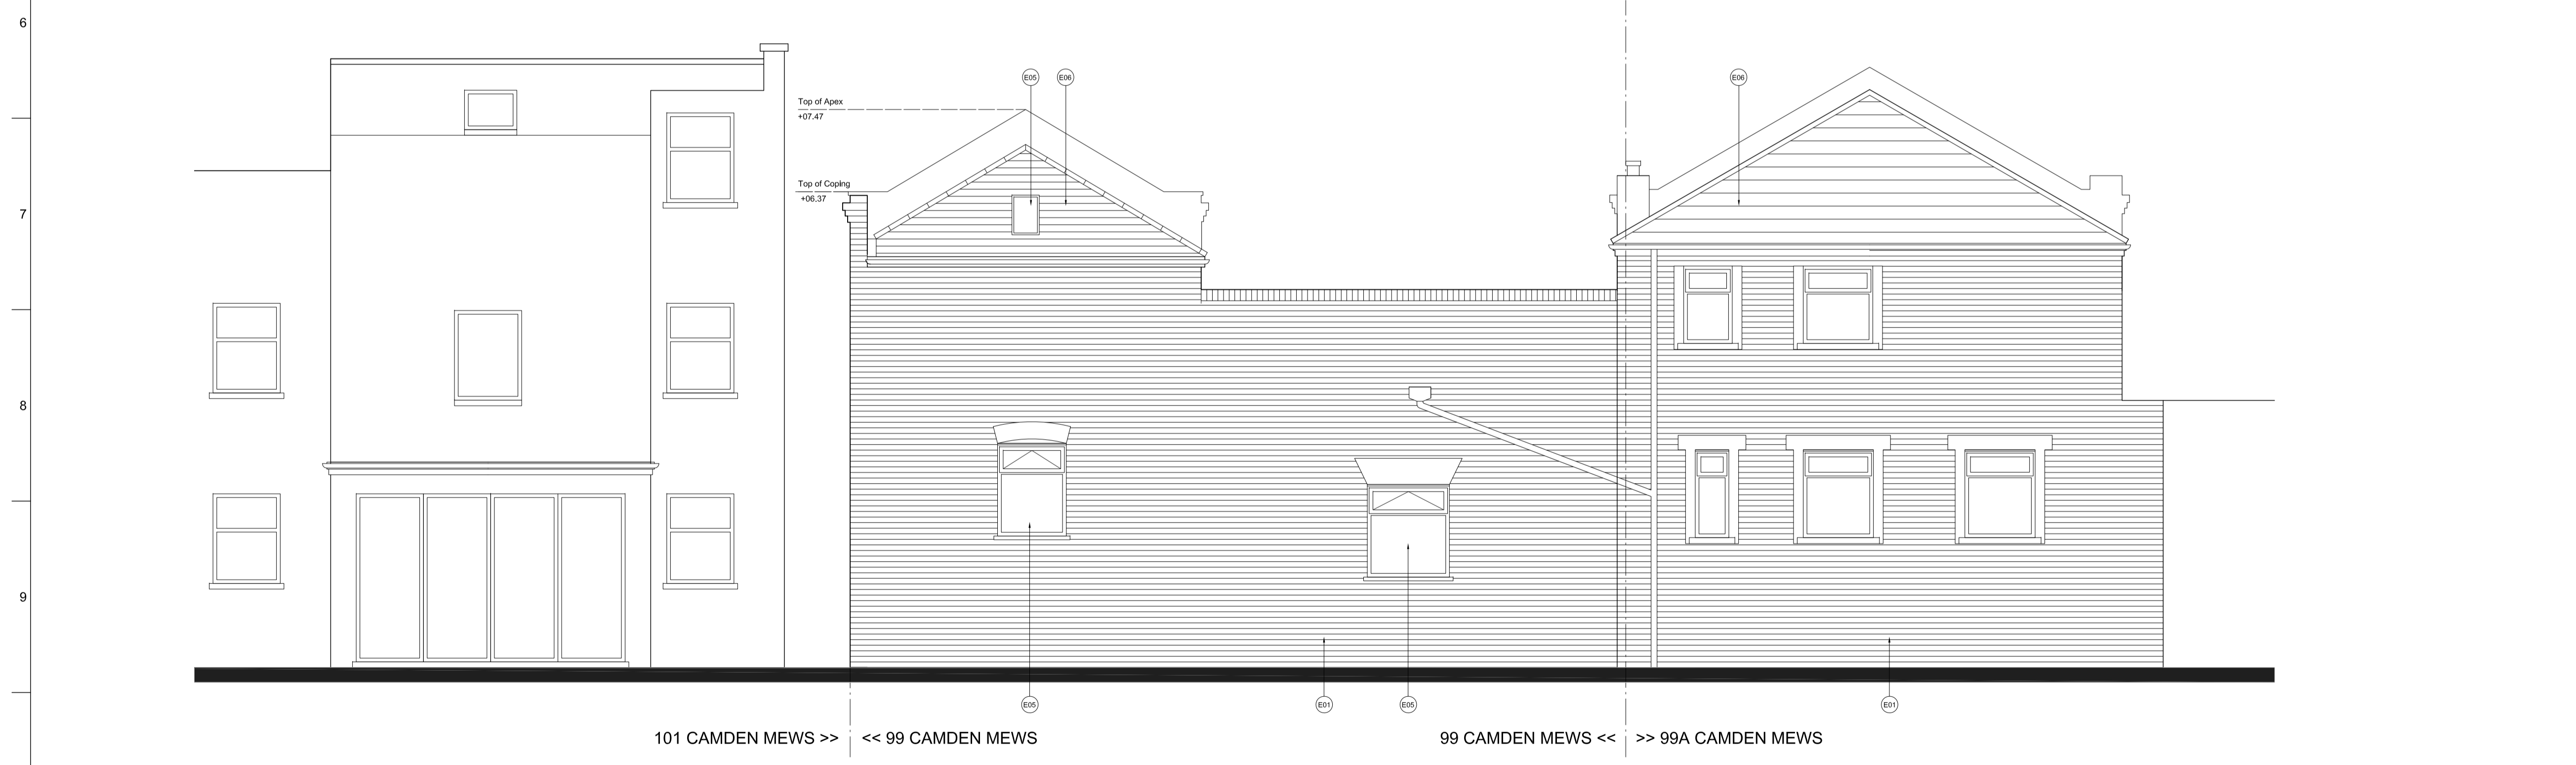 6
E05
E06
E06
Top of Apex
+07.47
Top of Coping
+06.37
7
8
9
E05
E01
E05
E01
101 CAMDEN MEWS >>
<< 99 CAMDEN MEWS
99 CAMDEN MEWS <<
>> 99A CAMDEN MEWS